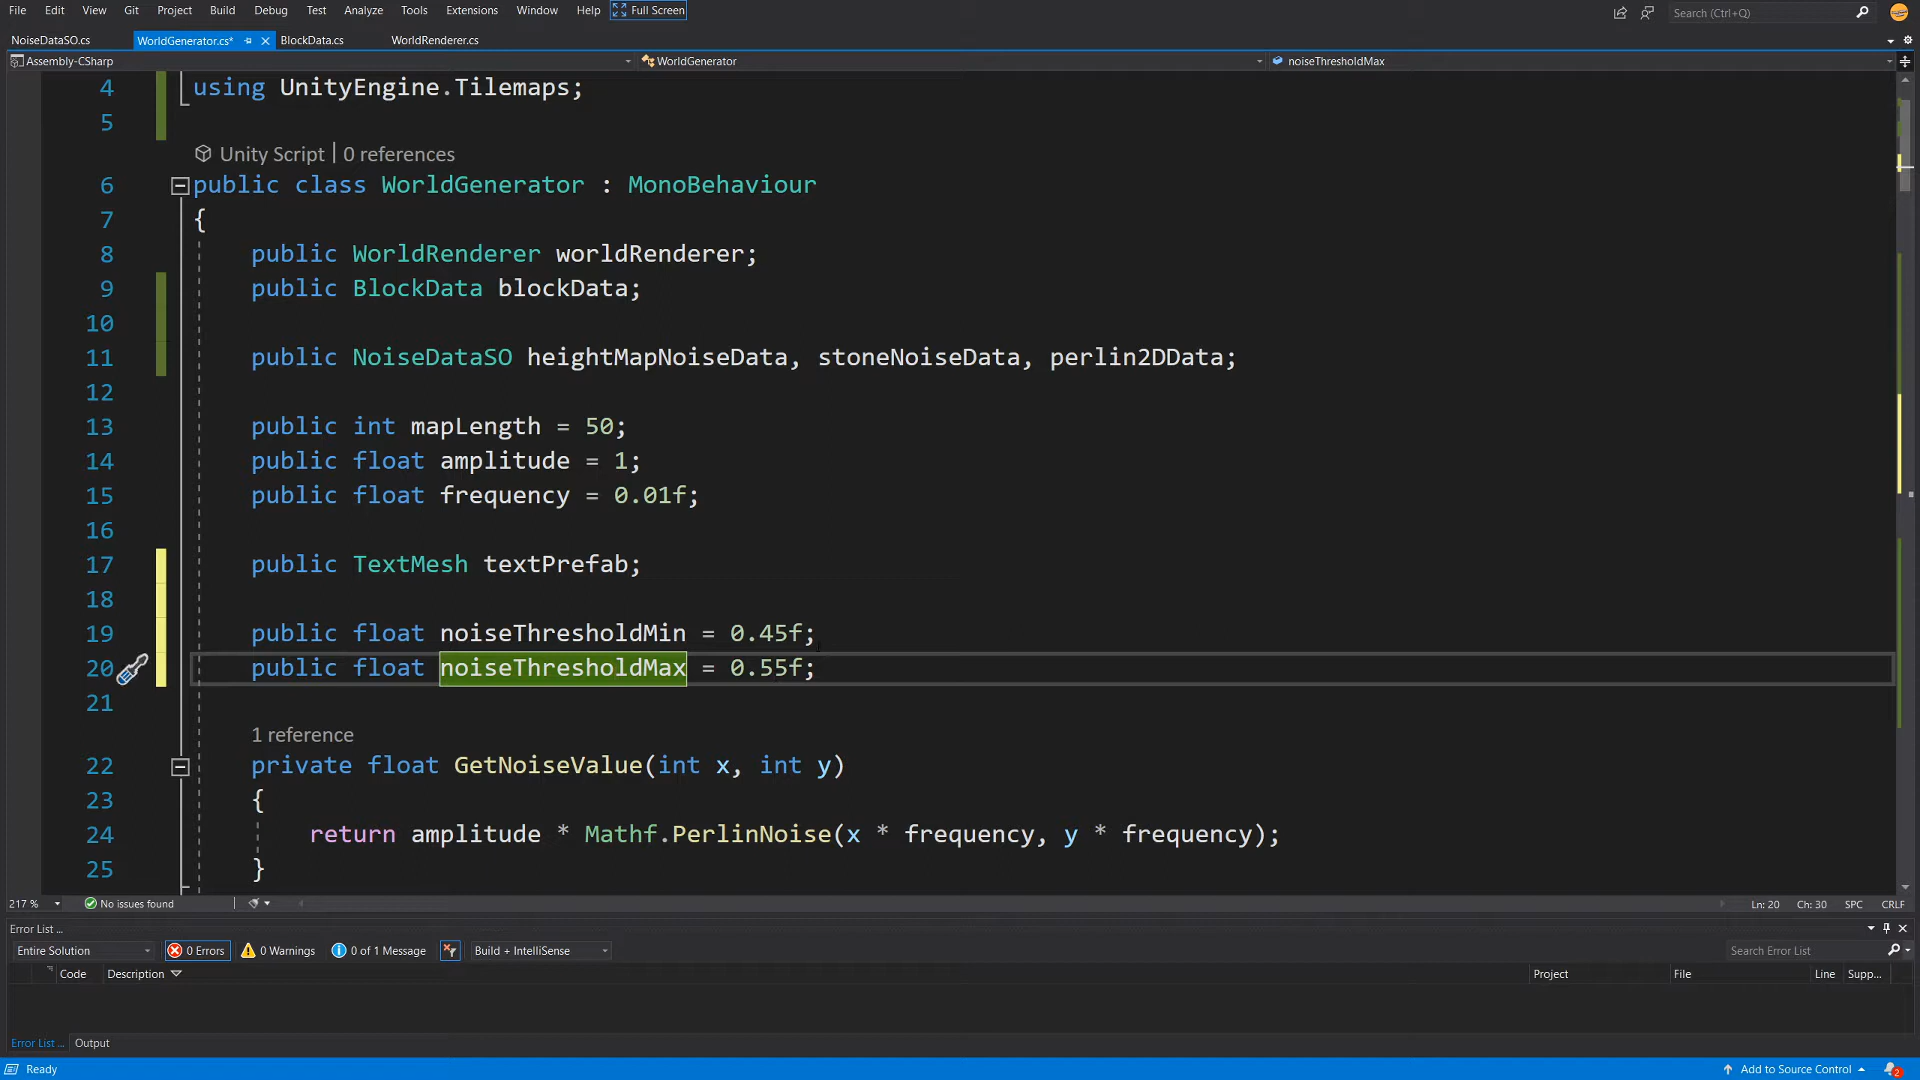 File Edit View Git Project Build Debug Test Analyze Tools Extensions Window Help Full Screen Search (Ctrl+Q)
NoiseDataSO.cs WorldGenerator.cs* BlockData.cs WorldRenderer.cs
Assembly-CSharp WorldGenerator noiseThresholdMax
4 using UnityEngine.Tilemaps;
5
Unity Script | 0 references
6 public class WorldGenerator : MonoBehaviour
7 {
8 public WorldRenderer worldRenderer;
9 public BlockData blockData;
10
11 public NoiseDataSO heightMapNoiseData, stoneNoiseData, perlin2DData;
12
13 public int mapLength = 50;
14 public float amplitude = 1;
15 public float frequency = 0.01f;
16
17 public TextMesh textPrefab;
18
19 public float noiseThresholdMin = 0.45f;
20 public float noiseThresholdMax = 0.55f;
21
1 reference
22 private float GetNoiseValue(int x, int y)
23 {
24 return amplitude * Mathf.PerlinNoise(x * frequency, y * frequency);
25 }
217 % No issues found Ln: 20 Ch: 30 SPC CRLF
Error List ...
Entire Solution 0 Errors 0 Warnings 0 of 1 Message Build + IntelliSense Search Error List
Code Description Project File Line Supp...
Error List ... Output
Ready Add to Source Control 2